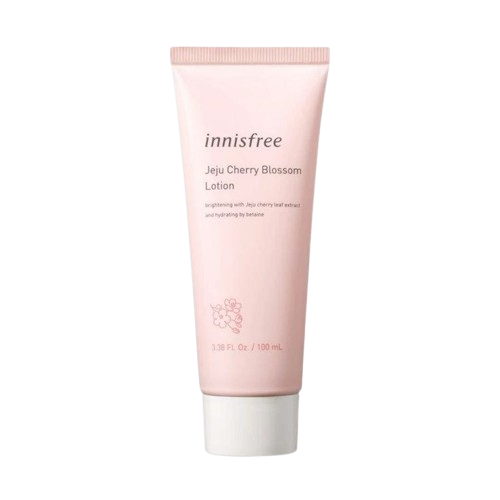 innisfree
Jeju Cherry Blossom
Lotion
brightening with Jeju cherry leaf extract
and hydrating by betaine
3.38 Fl. Oz. / 100 mL